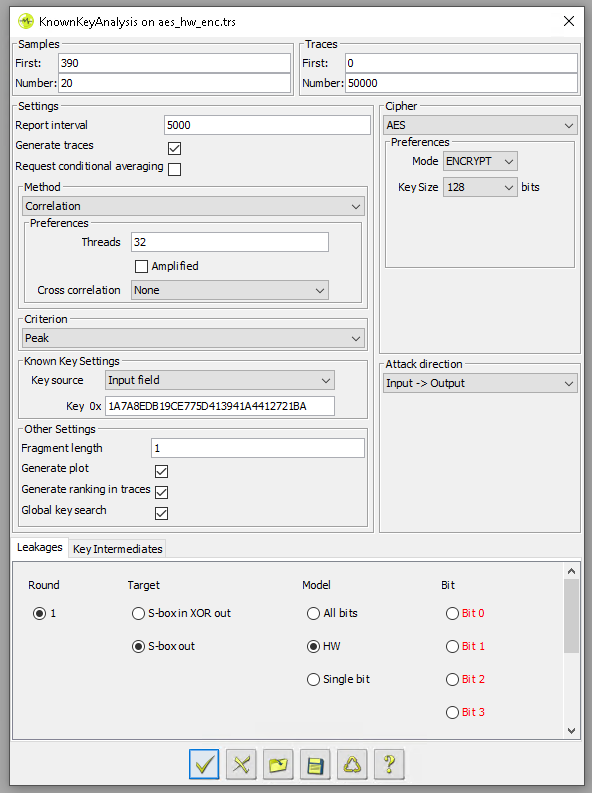 KnownKeyAnalysis on aes_hw_enc.trs
Samples
First: 390
Number: 20
Traces
First: 0
Number: 50000
Settings
Report interval 5000
Generate traces
Request conditional averaging
Method
Correlation
Preferences
Threads 32
Amplified
Cross correlation None
Criterion
Peak
Known Key Settings
Key source Input field
Key 0x 1A7A8EDB19CE775D413941A4412721BA
Other Settings
Fragment length 1
Generate plot
Generate ranking in traces
Global key search
Cipher
AES
Preferences
Mode ENCRYPT
Key Size 128 bits
Attack direction
Input -> Output
Leakages Key Intermediates
Round Target Model Bit
1 S-box in XOR out All bits Bit 0
S-box out HW Bit 1
Single bit Bit 2
Bit 3
?